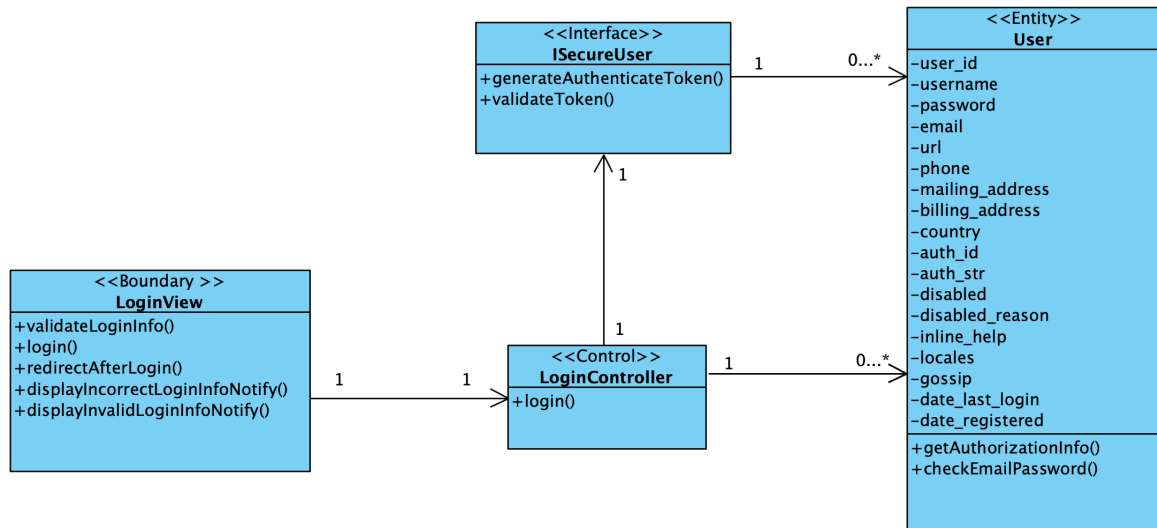 <<Interface>>
ISecureUser
+generateAuthenticateToken()
+validateToken()
1
0...*
<<Entity>>
User
-user_id
-username
-password
-email
-url
-phone
-mailing_address
-billing_address
-country
-auth_id
-auth_str
-disabled
-disabled_reason
-inline_help
-locales
-gossip
-date_last_login
-date_registered
+getAuthorizationInfo()
+checkEmailPassword()
1
1
<<Boundary >>
LoginView
+validateLoginInfo()
+login()
+redirectAfterLogin()
+displayIncorrectLoginInfoNotify()
+displayInvalidLoginInfoNotify()
1
1
<<Control>>
LoginController
+login()
1
0...*